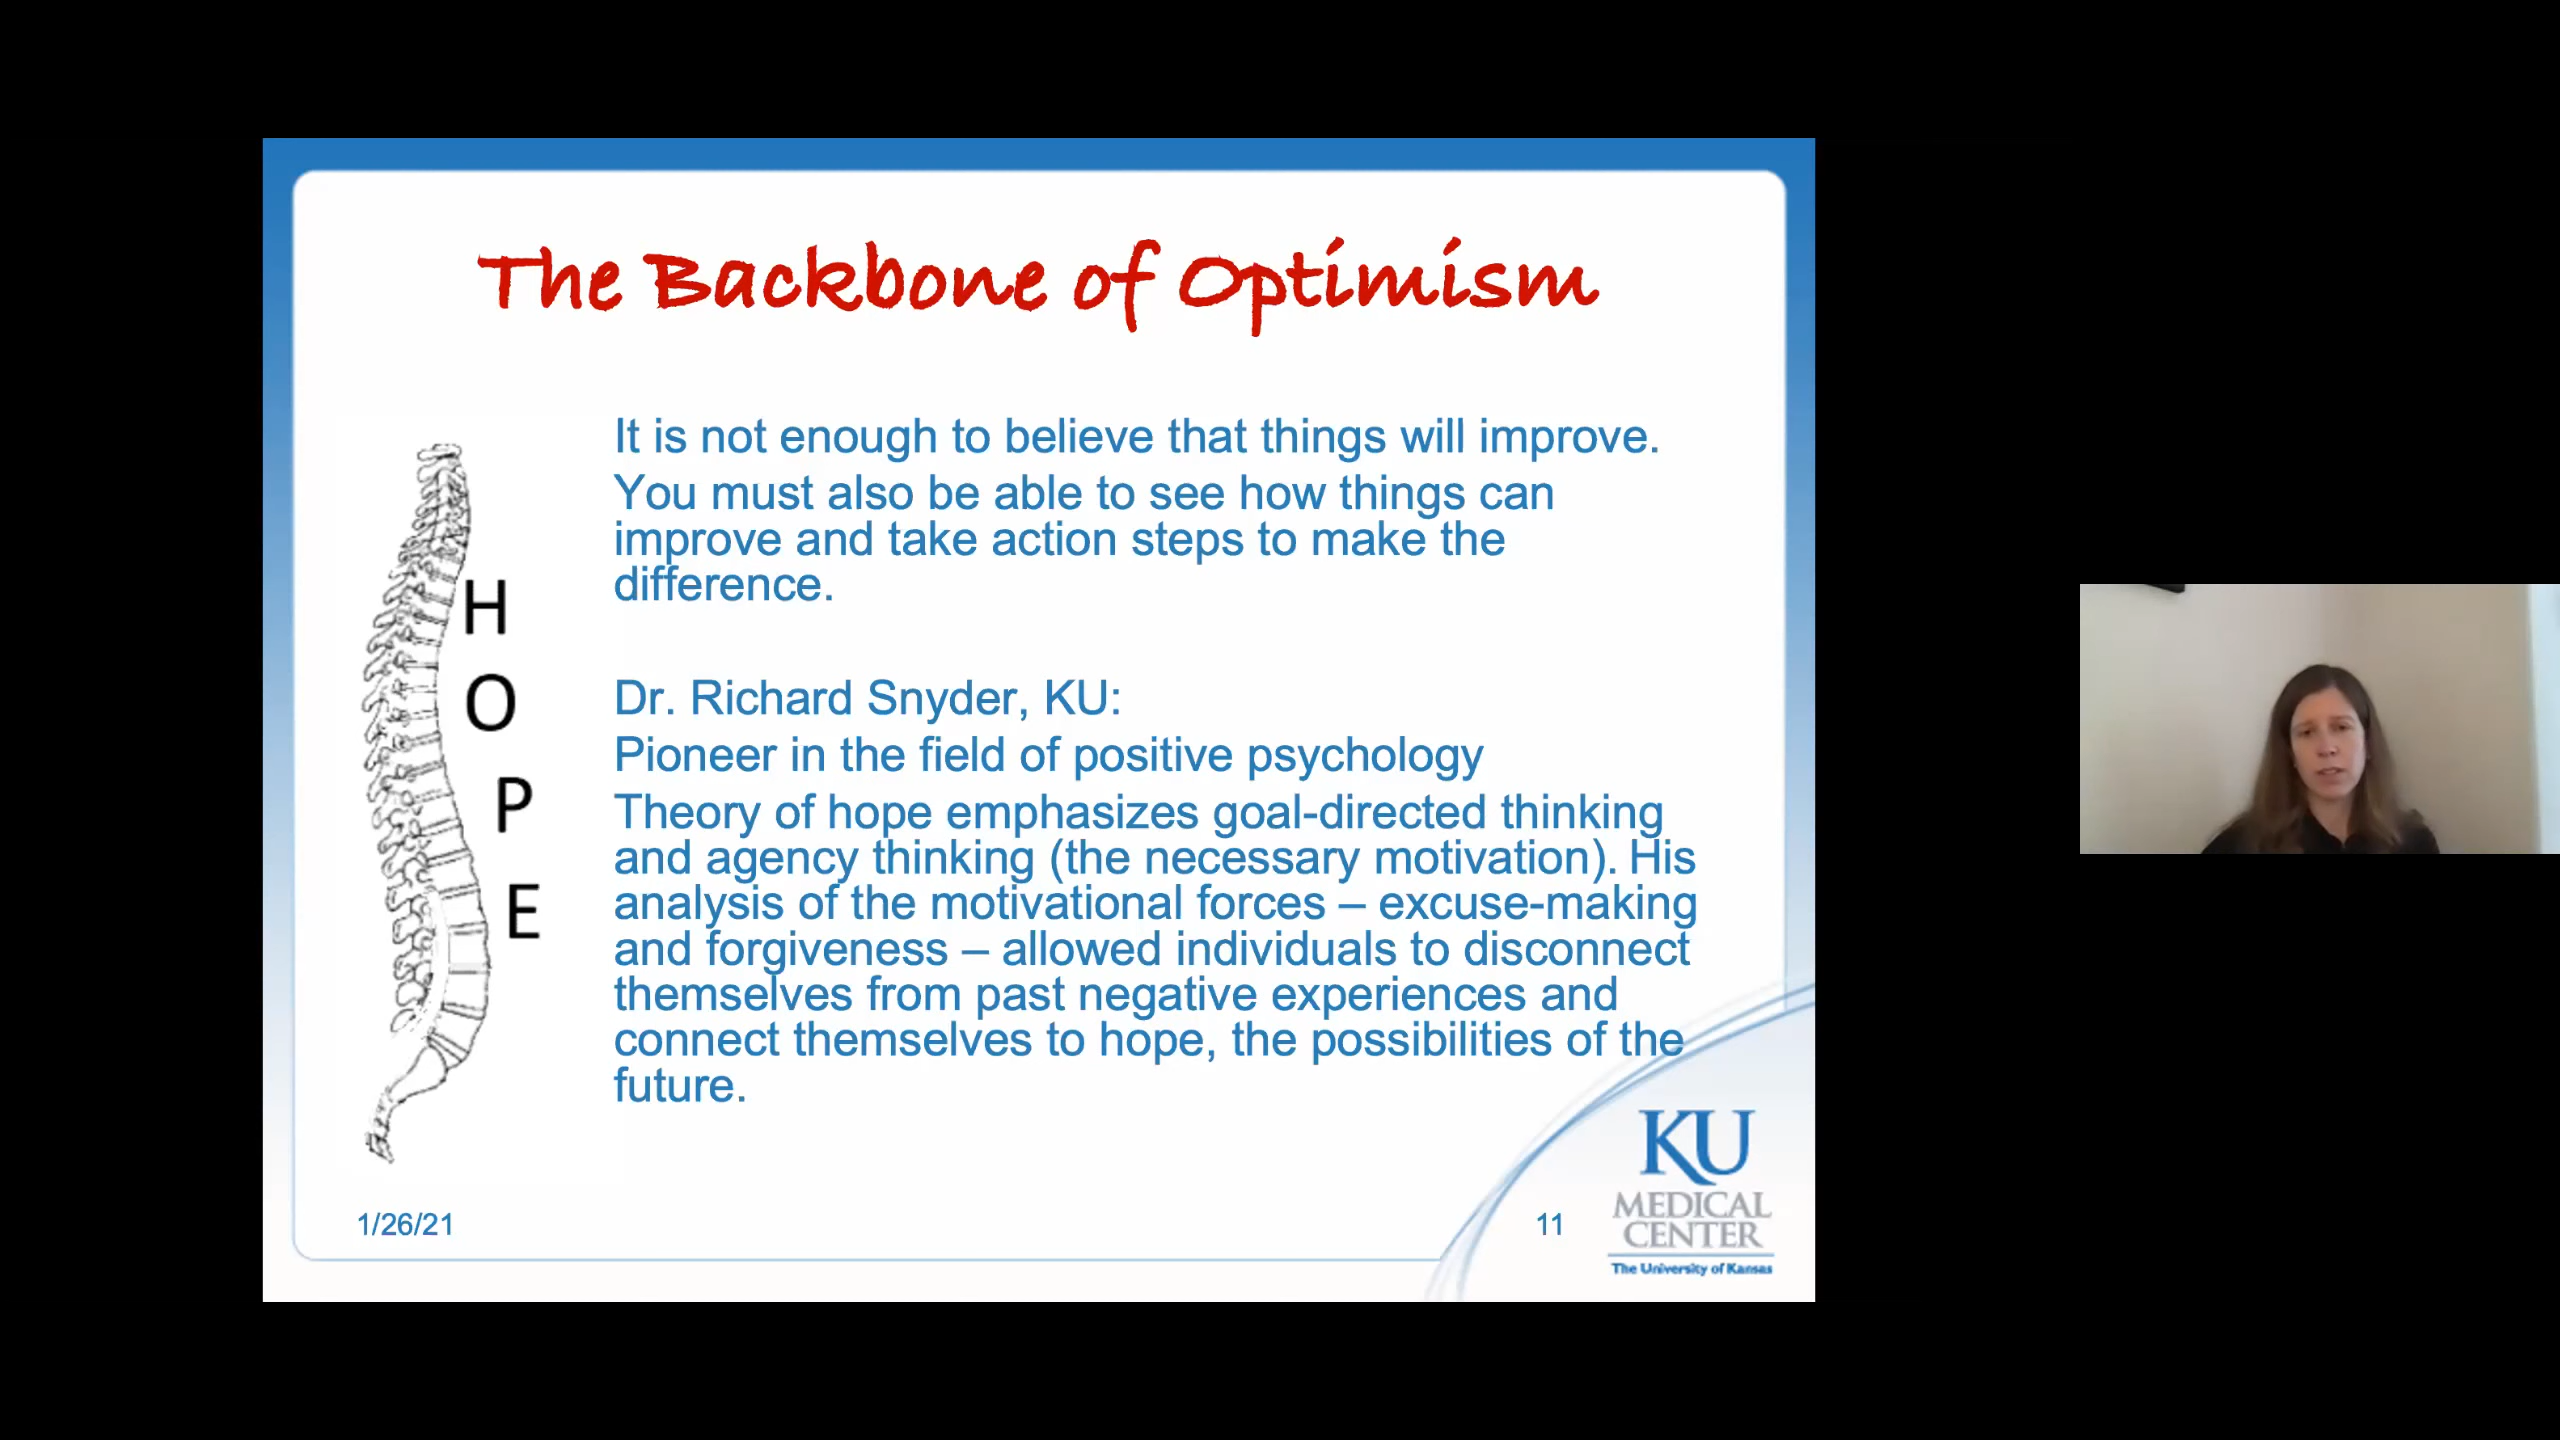 The Backbone of Optimism
It is not enough to believe that things will improve.
You must also be able to see how things can
improve and take action steps to make the
difference.
H
O
P
E
Dr. Richard Snyder, KU:
Pioneer in the field of positive psychology
Theory of hope emphasizes goal-directed thinking
and agency thinking (the necessary motivation). His
analysis of the motivational forces – excuse-making
and forgiveness – allowed individuals to disconnect
themselves from past negative experiences and
connect themselves to hope, the possibilities of the
future.
1/26/21
11
KU
MEDICAL
CENTER
The University of Kansas